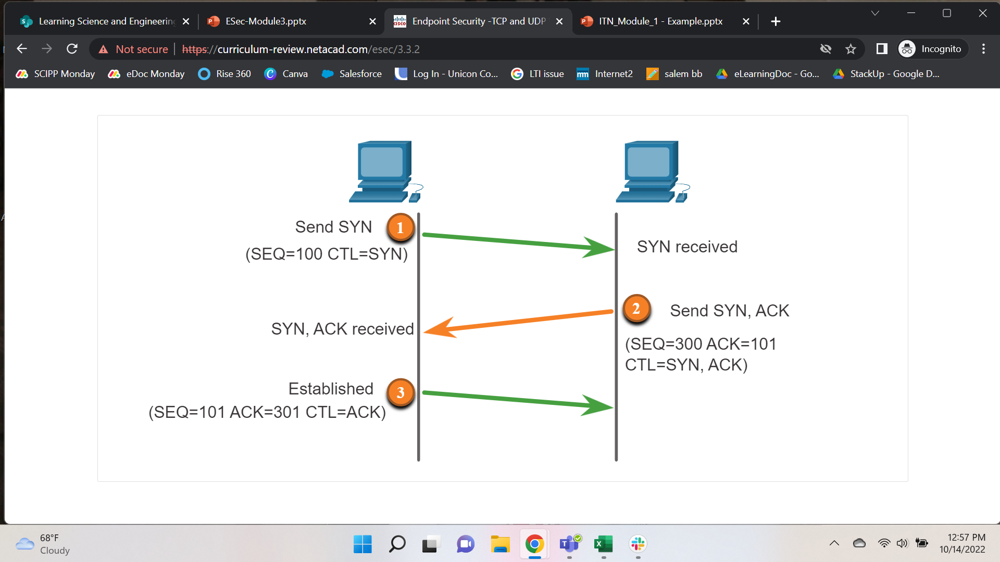 Learning Science and Engineering
ESec-Module3.pptx
CISCO
Endpoint Security -TCP and UDP
ITN_Module_1 - Example.pptx
Not secure
https://curriculum-review.netacad.com/esec/3.3.2
Incognito
SCIPP Monday
eDoc Monday
Rise 360
Canva
Salesforce
Log In - Unicon Co...
LTI issue
Internet2
salem bb
eLearningDoc - Go...
StackUp - Google D...
Send SYN
1
(SEQ=100 CTL=SYN)
SYN received
2
Send SYN, ACK
SYN, ACK received
(SEQ=300 ACK=101
CTL=SYN, ACK)
Established
3
(SEQ=101 ACK=301 CTL=ACK)
68°F
Cloudy
12:57 PM
10/14/2022